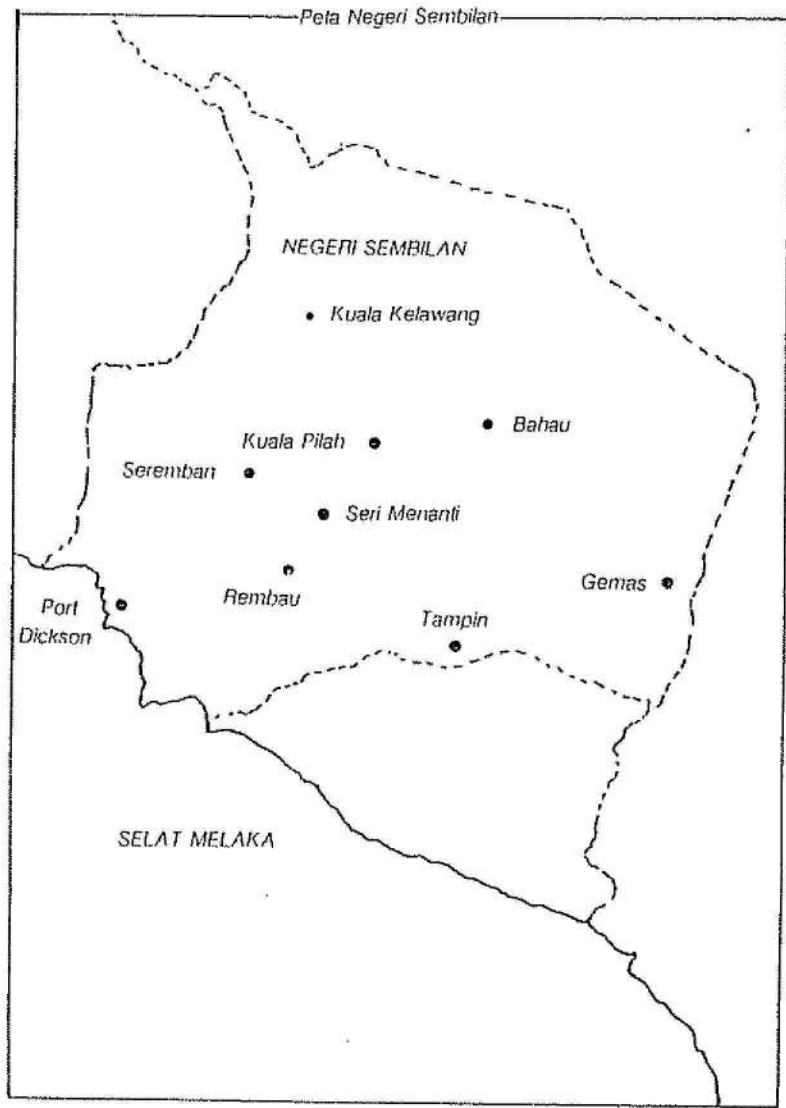 Peta Negeri Sembilan
NEGERI SEMBILAN
Kuala Kelawang
Bahau
Kuala Pilah
Seremban
Seri Menanti
Rembau
Gemas
Port
Dickson
Tampin
SELAT MELAKA